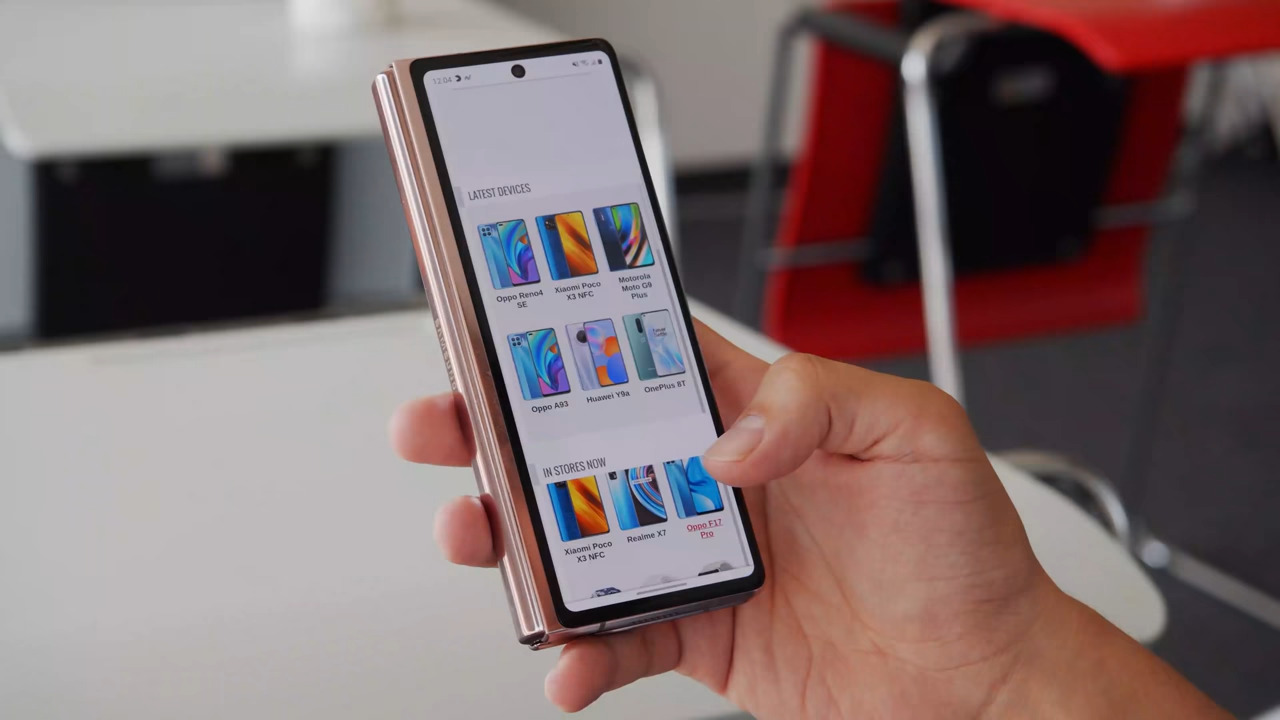 12:04
LATEST DEVICES
Oppo Reno4
SE
Xiaomi Poco
X3 NFC
Motorola
Moto G9
Plus
Oppo A93
Huawei Y9a
OnePlus 8T
IN STORES NOW
Xiaomi Poco
X3 NFC
Realme X7
Oppo F17
Pro